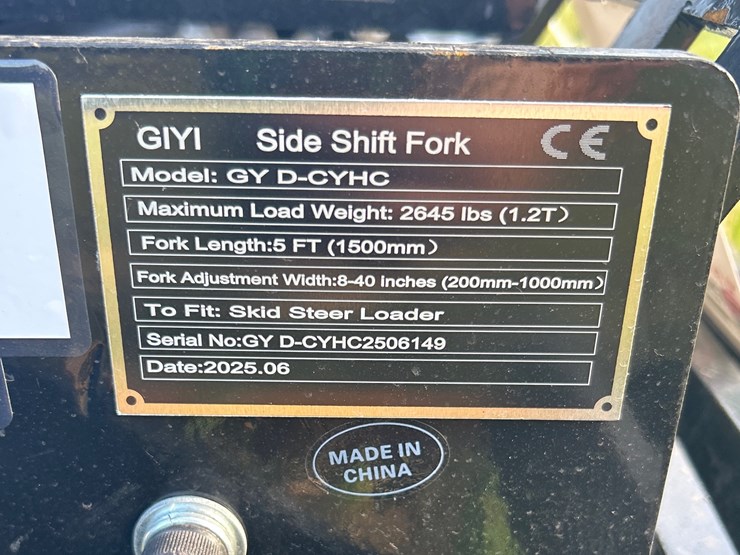 GIYI Side Shift Fork CE
Model: GY D-CYHC
Maximum Load Weight: 2645 lbs (1.2T)
Fork Length:5 FT (1500mm)
Fork Adjustment Width:8-40 inches (200mm-1000mm)
To Fit: Skid Steer Loader
Serial No:GY D-CYHC2506149
Date:2025.06
MADE IN
CHINA